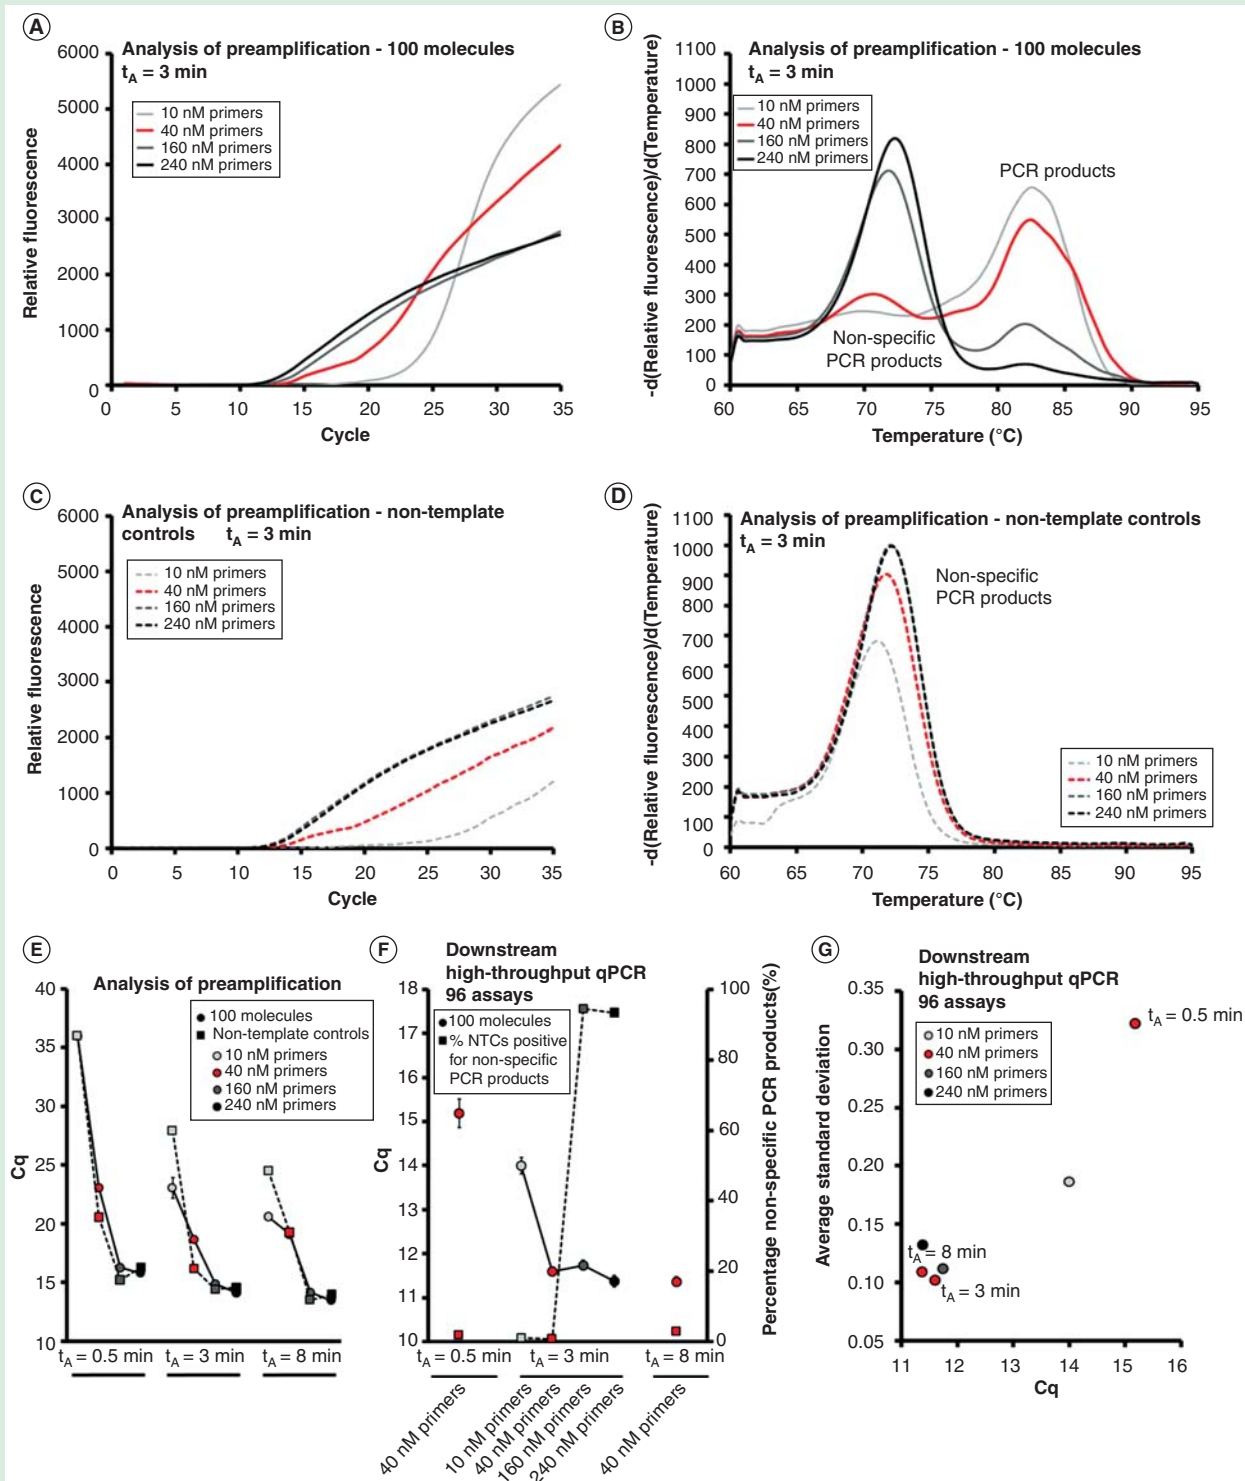 A
Analysis of preamplification - 100 molecules
tA = 3 min
10 nM primers
40 nM primers
160 nM primers
240 nM primers
6000
5000
4000
3000
2000
1000
0
Relative fluorescence
0 5 10 15 20 25 30 35
Cycle
B
Analysis of preamplification - 100 molecules
tA = 3 min
10 nM primers
40 nM primers
160 nM primers
240 nM primers
PCR products
Non-specific
PCR products
1100
1000
900
800
700
600
500
400
300
200
100
0
-d(Relative fluorescence)/d(Temperature)
60 65 70 75 80 85 90 95
Temperature (°C)
C
Analysis of preamplification - non-template
controls tA = 3 min
10 nM primers
40 nM primers
160 nM primers
240 nM primers
6000
5000
4000
3000
2000
1000
0
Relative fluorescence
0 5 10 15 20 25 30 35
Cycle
D
Analysis of preamplification - non-template controls
tA = 3 min
Non-specific
PCR products
10 nM primers
40 nM primers
160 nM primers
240 nM primers
1100
1000
900
800
700
600
500
400
300
200
100
0
-d(Relative fluorescence)/d(Temperature)
60 65 70 75 80 85 90 95
Temperature (°C)
E
Analysis of preamplification
100 molecules
Non-template controls
10 nM primers
40 nM primers
160 nM primers
240 nM primers
40
35
30
25
20
15
10
Cq
tA = 0.5 min tA = 3 min tA = 8 min
F
Downstream
high-throughput qPCR
96 assays
100 molecules
% NTCs positive
for non-specific
PCR products
18
17
16
15
14
13
12
11
10
Cq
100
80
60
40
20
0
Percentage non-specific PCR products(%)
tA = 0.5 min tA = 3 min tA = 8 min
40 nM primers
10 nM primers
40 nM primers
160 nM primers
240 nM primers
40 nM primers
G
Downstream
high-throughput qPCR
96 assays
10 nM primers
40 nM primers
160 nM primers
240 nM primers
tA = 0.5 min
tA = 8 min
tA = 3 min
0.35
0.30
0.25
0.20
0.15
0.10
0.05
Average standard deviation
11 12 13 14 15 16
Cq